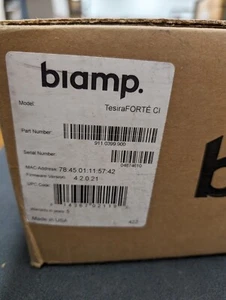 biamp.
Model:
TesiraFORTÉ CI
Part Number:
911.0399.900
Serial Number:
MAC Address: 78:45:01:11:57:42
Firmware Version: 4.2.0.21
UPC Code:
Made in USA
b